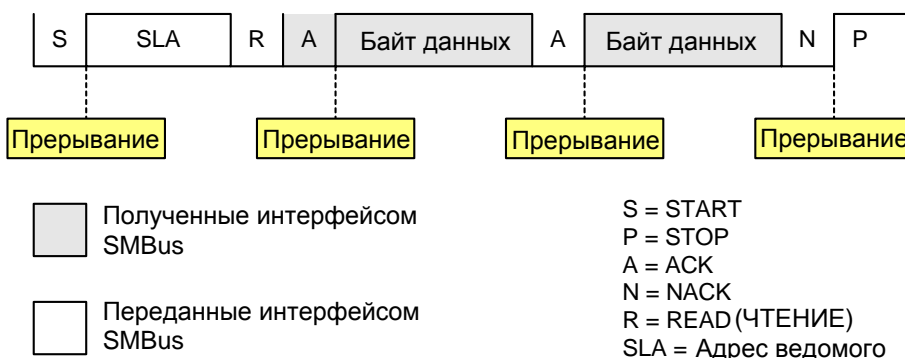 S SLA R A Байт данных A Байт данных N P
Прерывание Прерывание Прерывание Прерывание
Полученные интерфейсом
SMBus
Переданные интерфейсом
SMBus
S = START
P = STOP
A = ACK
N = NACK
R = READ (ЧТЕНИЕ)
SLA = Адрес ведомого